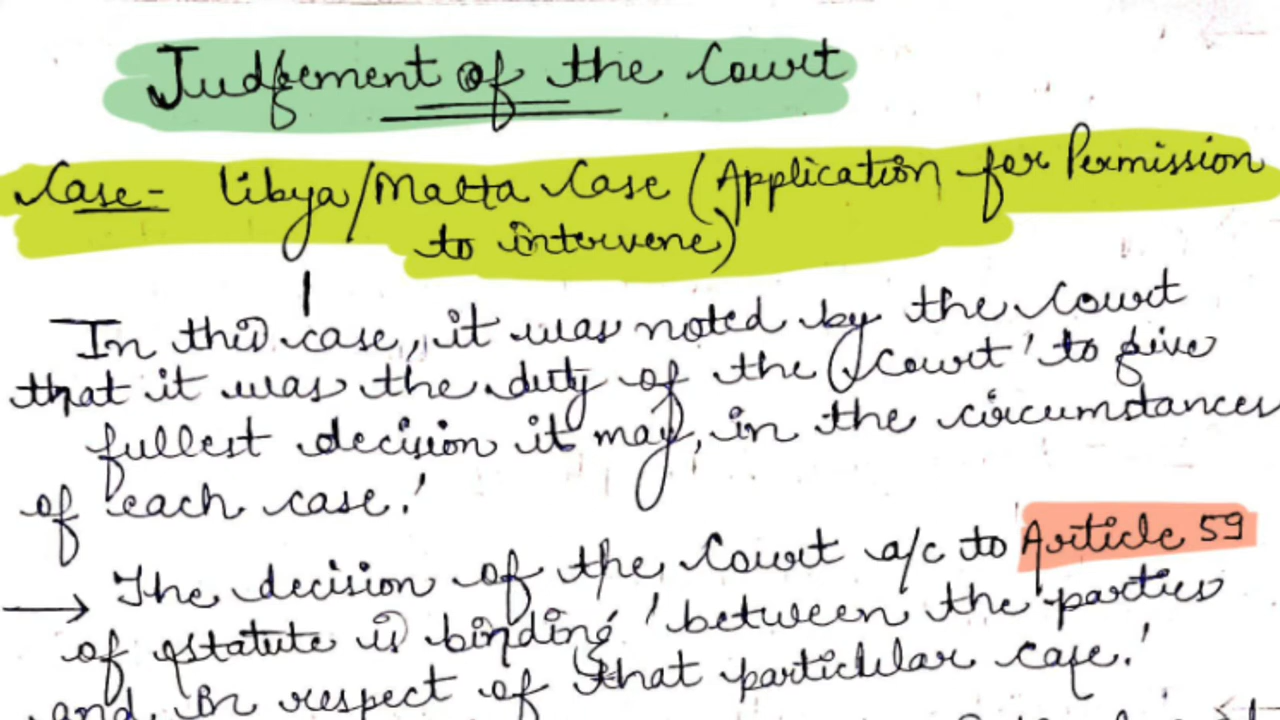 Judgement of the Court
Case - Libya/Malta Case (Application for Permission
to intervene)
In this case, it was noted by the Court
that it was the duty of the Court 'to give
fullest decision it may, in the circumstances
of each case.'
→ The decision of the Court a/c to Article 59
of statute is binding 'between the parties
and in respect of that particular case.'